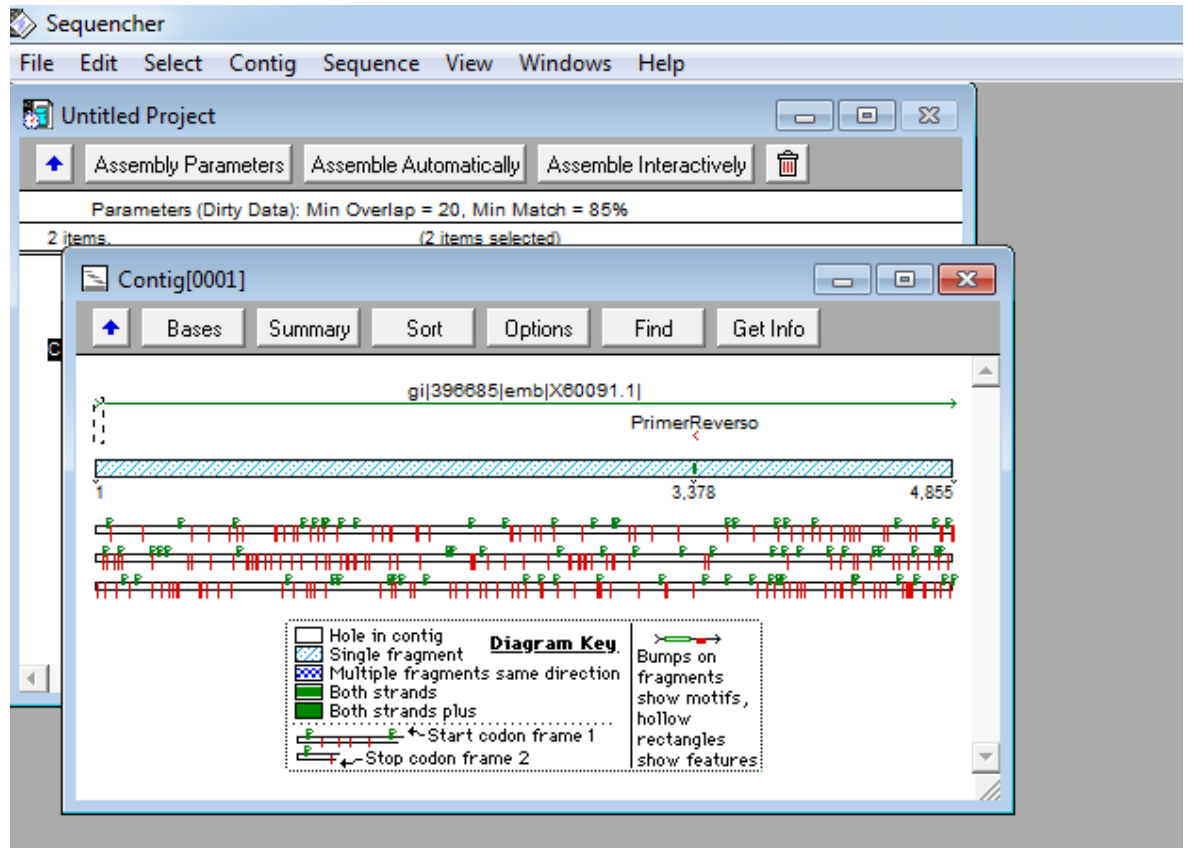 Sequencher
File Edit Select Contig Sequence View Windows Help
Untitled Project
Assembly Parameters Assemble Automatically Assemble Interactively
Parameters (Dirty Data): Min Overlap = 20, Min Match = 85%
2 items. (2 items selected)
Contig[0001]
C
Bases Summary Sort Options Find Get Info
gi|396685|emb|X60091.1|
PrimerReverso
1 3,378 4,855
Diagram Key
Hole in contig
Single fragment
Multiple fragments same direction
Both strands
Both strands plus
Start codon frame 1
Stop codon frame 2
Bumps on
fragments
show motifs,
hollow
rectangles
show features